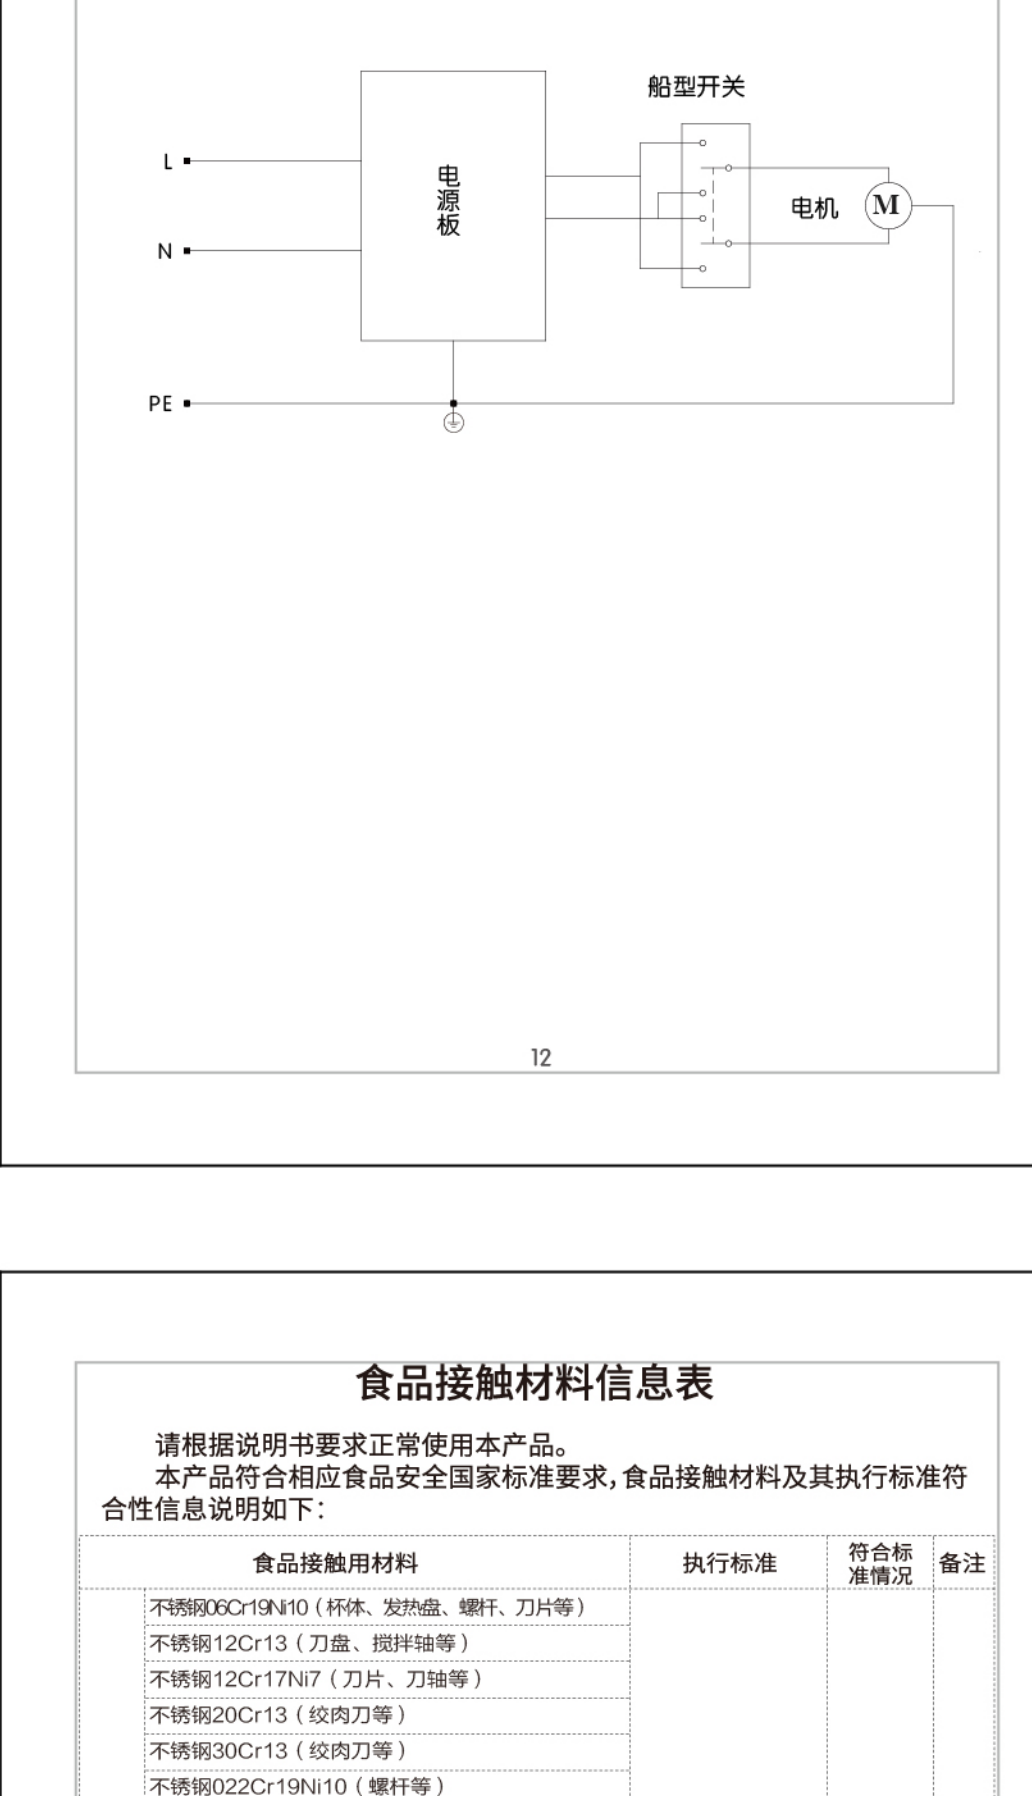 船型开关
L
电源板
电机
M
N
PE
12
食品接触材料信息表
请根据说明书要求正常使用本产品。
本产品符合相应食品安全国家标准要求,食品接触材料及其执行标准符
合性信息说明如下:
食品接触用材料
执行标准
符合标
准情况
备注
不锈钢06Cr19Ni10（杯体、发热盘、螺杆、刀片等）
不锈钢12Cr13（刀盘、搅拌轴等）
不锈钢12Cr17Ni7（刀片、刀轴等）
不锈钢20Cr13（绞肉刀等）
不锈钢30Cr13（绞肉刀等）
不锈钢022Cr19Ni10（螺杆等）